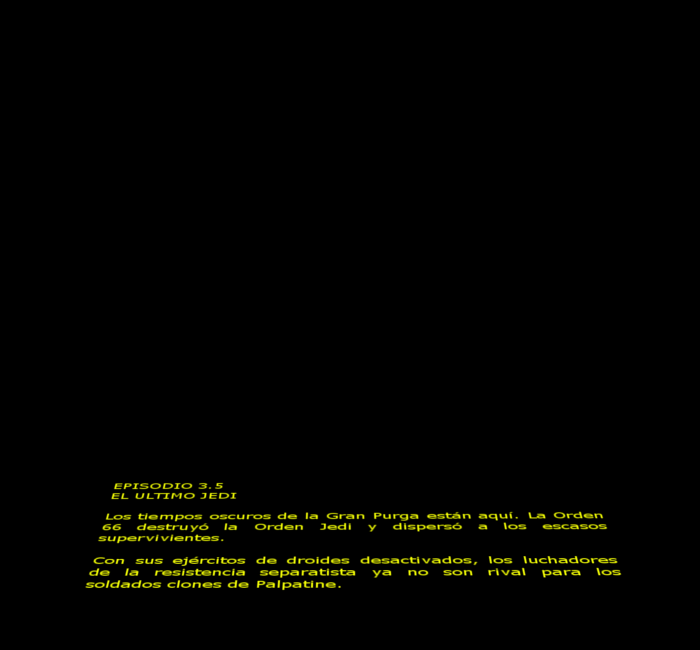 EPISODIO 3.5
EL ULTIMO JEDI
Los tiempos oscuros de la Gran Purga están aquí. La Orden
66 destruyó la Orden Jedi y dispersó a los escasos
supervivientes.
Con sus ejércitos de droides desactivados, los luchadores
de la resistencia separatista ya no son rival para los
soldados clones de Palpatine.